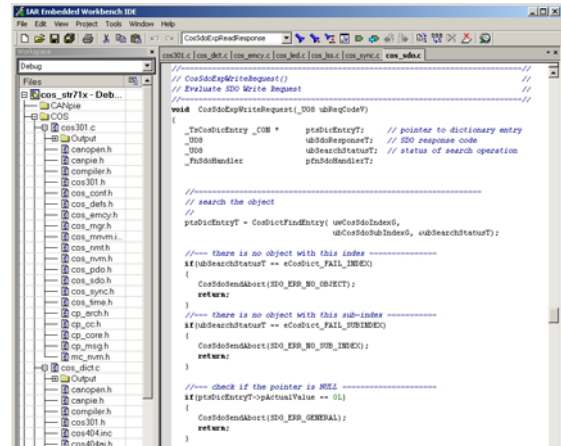 IAR Embedded Workbench IDE
File Edit View Project Tools Window Help
CosSdoExpReadResponse
Workspace
cos301.c | cos_dict.c | cos_emcy.c | cos_led.c | cos_lss.c | cos_sync.c | cos_sdo.c
Debug
Files
cos_str71x - Deb...
CANpie
COS
cos301.c
Output
canopen.h
canpie.h
compiler.h
cos301.h
cos_conf.h
cos_defs.h
cos_emcy.h
cos_mgr.h
cos_mnvm.i...
cos_nmt.h
cos_nvm.h
cos_pdo.h
cos_sdo.h
cos_sync.h
cos_time.h
cp_arch.h
cp_cc.h
cp_core.h
cp_msg.h
mc_nvm.h
cos_dict.c
Output
canopen.h
canpie.h
compiler.h
cos301.h
cos404.inc
cos404ai.h
//----------------------------------------------------------------------------//
// CosSdoExpWriteRequest() //
// Evaluate SDO Write Request //
//----------------------------------------------------------------------------//
void CosSdoExpWriteRequest(_U08 ubReqCodeV)
{
_TsCosDicEntry _CON * ptsDicEntryT; // pointer to dictionary entry
_U08 ubSdoResponseT; // SDO response code
_U08 ubSearchStatusT; // status of search operation
_FnSdoHandler pfnSdoHandlerT;
//----------------------------------------------------------------
// search the object
//
ptsDicEntryT = CosDictFindEntry( uwCosSdoIndexG,
ubCosSdoSubIndexG, &ubSearchStatusT);
//--- there is no object with this index -------------
if(ubSearchStatusT == eCosDict_FAIL_INDEX)
{
CosSdoSendAbort(SDO_ERR_NO_OBJECT);
return;
}
//--- there is no object with this sub-index ------------
if(ubSearchStatusT == eCosDict_FAIL_SUBINDEX)
{
CosSdoSendAbort(SDO_ERR_NO_SUB_INDEX);
return;
}
//--- check if the pointer is NULL ---------------------
if(ptsDicEntryT->pActualValue == 0L)
{
CosSdoSendAbort(SDO_ERR_GENERAL);
return;
}